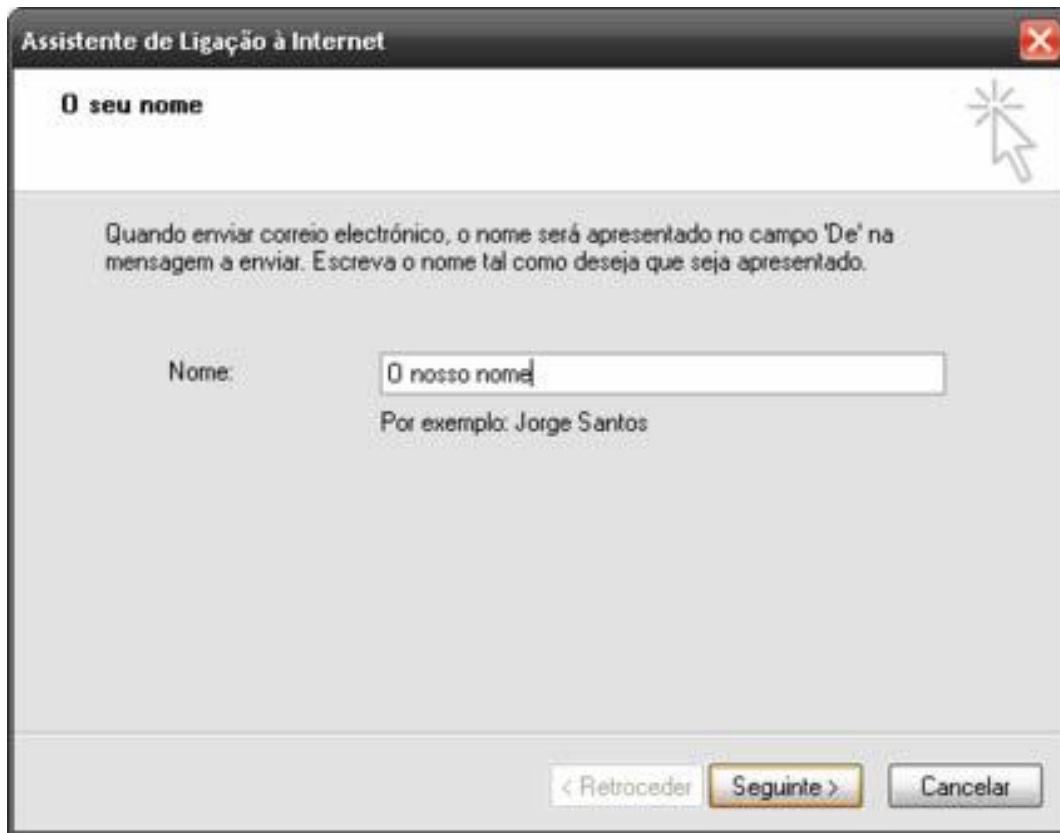 Assistente de Ligação à Internet
O seu nome
Quando enviar correio electrónico, o nome será apresentado no campo 'De' na
mensagem a enviar. Escreva o nome tal como deseja que seja apresentado.
Nome:
O nosso nome
Por exemplo: Jorge Santos
< Retroceder
Seguinte >
Cancelar